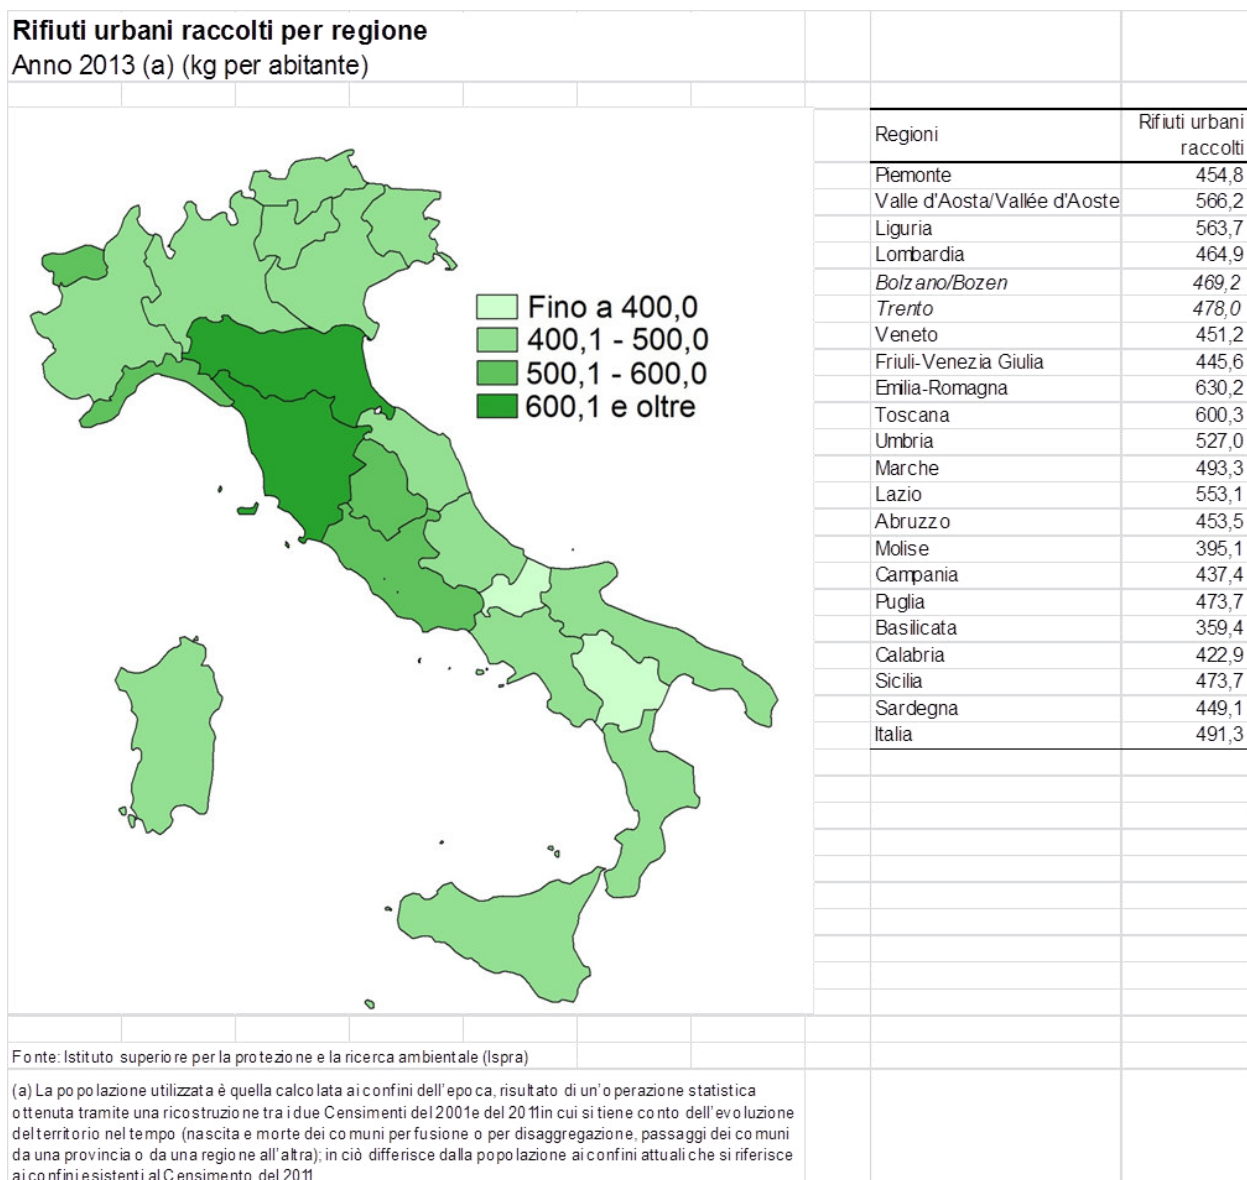 Rifiuti urbani raccolti per regione
Anno 2013 (a) (kg per abitante)
Fino a 400,0
400,1 - 500,0
500,1 - 600,0
600,1 e oltre
Regioni Rifiuti urbani raccolti
Piemonte 454,8
Valle d'Aosta/Vallée d'Aoste 566,2
Liguria 563,7
Lombardia 464,9
Bolzano/Bozen 469,2
Trento 478,0
Veneto 451,2
Friuli-Venezia Giulia 445,6
Emilia-Romagna 630,2
Toscana 600,3
Umbria 527,0
Marche 493,3
Lazio 553,1
Abruzzo 453,5
Molise 395,1
Campania 437,4
Puglia 473,7
Basilicata 359,4
Calabria 422,9
Sicilia 473,7
Sardegna 449,1
Italia 491,3
Fonte: Istituto superiore per la protezione e la ricerca ambientale (Ispra)
(a) La popolazione utilizzata è quella calcolata ai confini dell'epoca, risultato di un'operazione statistica
ottenuta tramite una ricostruzione tra i due Censimenti del 2001 e del 2011 in cui si tiene conto dell'evoluzione
del territorio nel tempo (nascita e morte dei comuni per fusione o per disaggregazione, passaggi dei comuni
da una provincia o da una regione all'altra); in ciò differisce dalla popolazione ai confini attuali che si riferisce
ai confini esistenti al Censimento del 2011